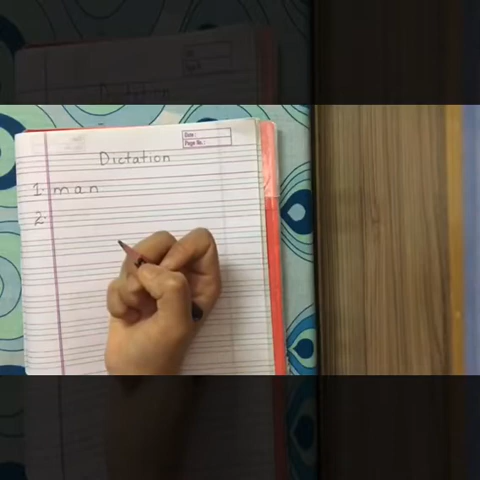 Date :
Page No. :
Dictation
1. man
2.